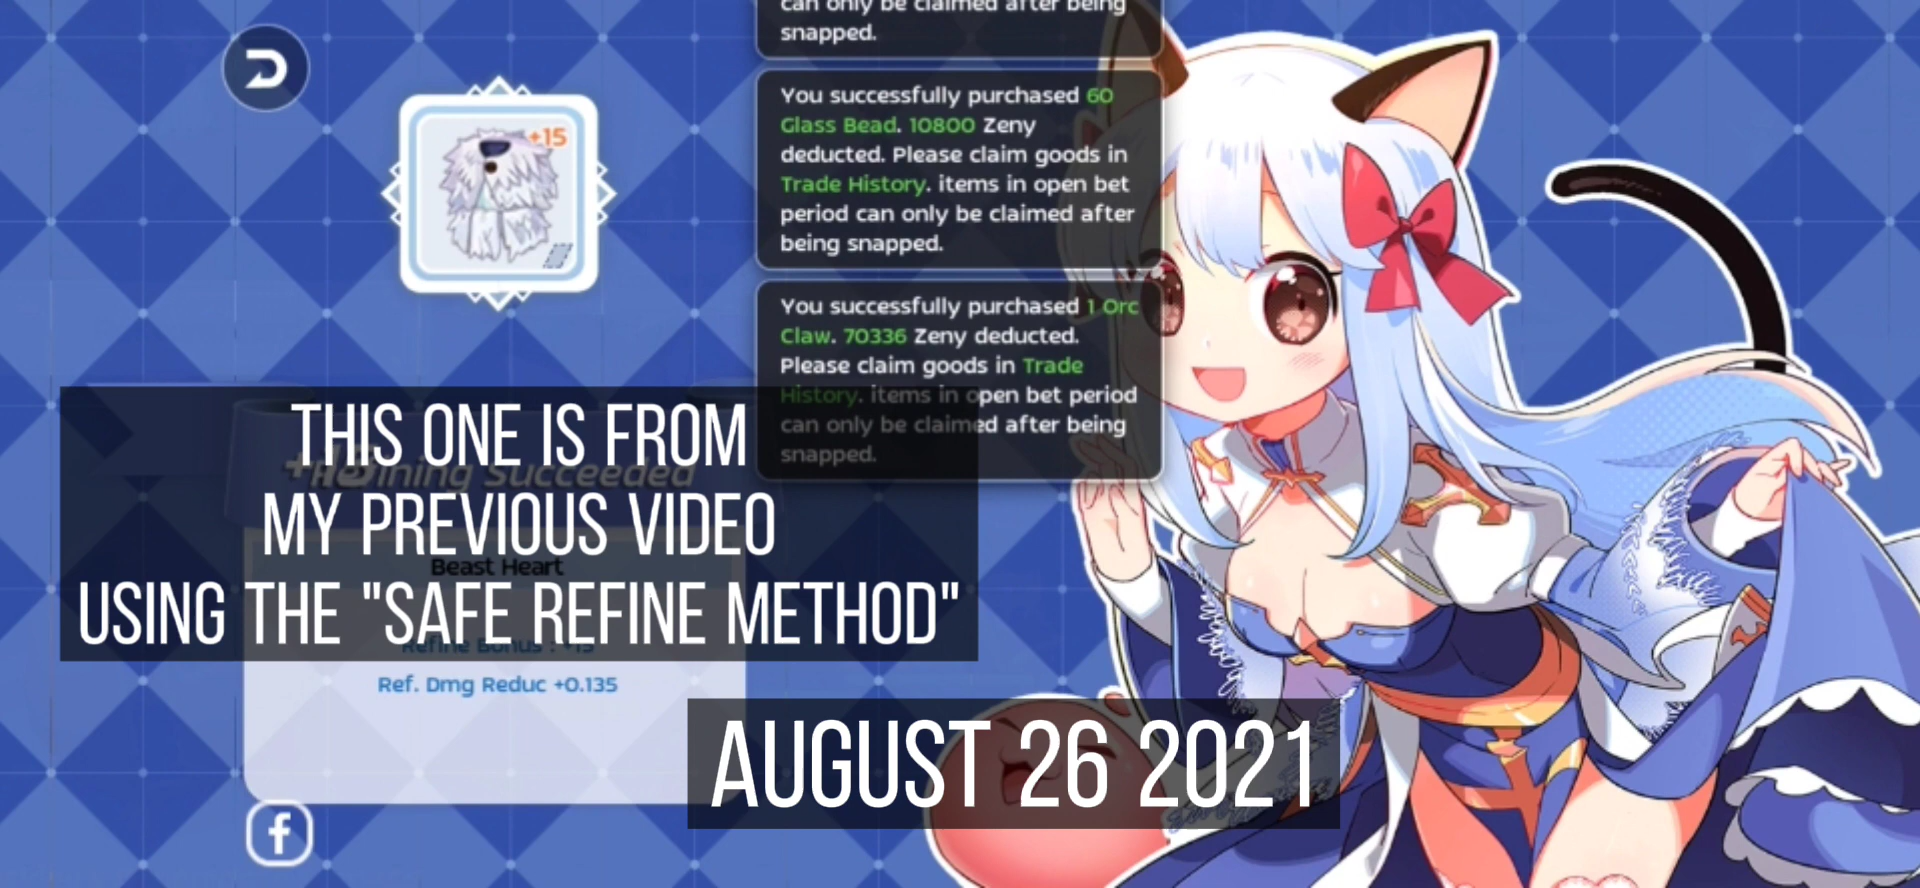 can only be claimed after being
snapped.
+15
You successfully purchased 60
Glass Bead. 10800 Zeny
deducted. Please claim goods in
Trade History. items in open bet
period can only be claimed after
being snapped.
You successfully purchased 1 Orc
Claw. 70336 Zeny deducted.
Please claim goods in Trade
History. items in open bet period
can only be claimed after being
snapped.
THIS ONE IS FROM
MY PREVIOUS VIDEO
USING THE "SAFE REFINE METHOD"
Succeeded
Beast Heart
Refine Bonus : +15
Ref. Dmg Reduc +0.135
AUGUST 26 2021
f